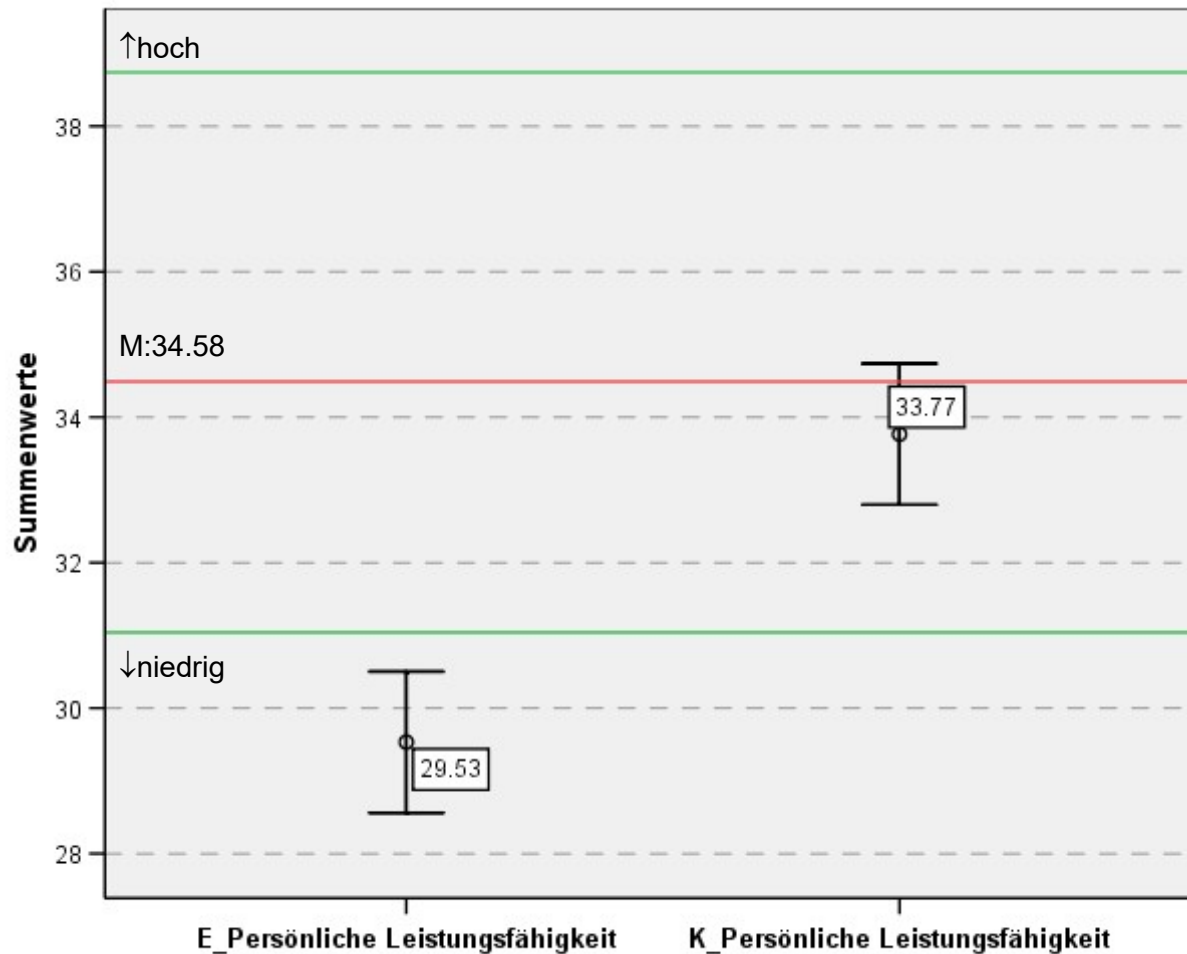 ↑hoch
38
36
M:34.58
34
33.77
32
↓niedrig
30
29.53
28
Summenwerte
E_Persönliche Leistungsfähigkeit
K_Persönliche Leistungsfähigkeit